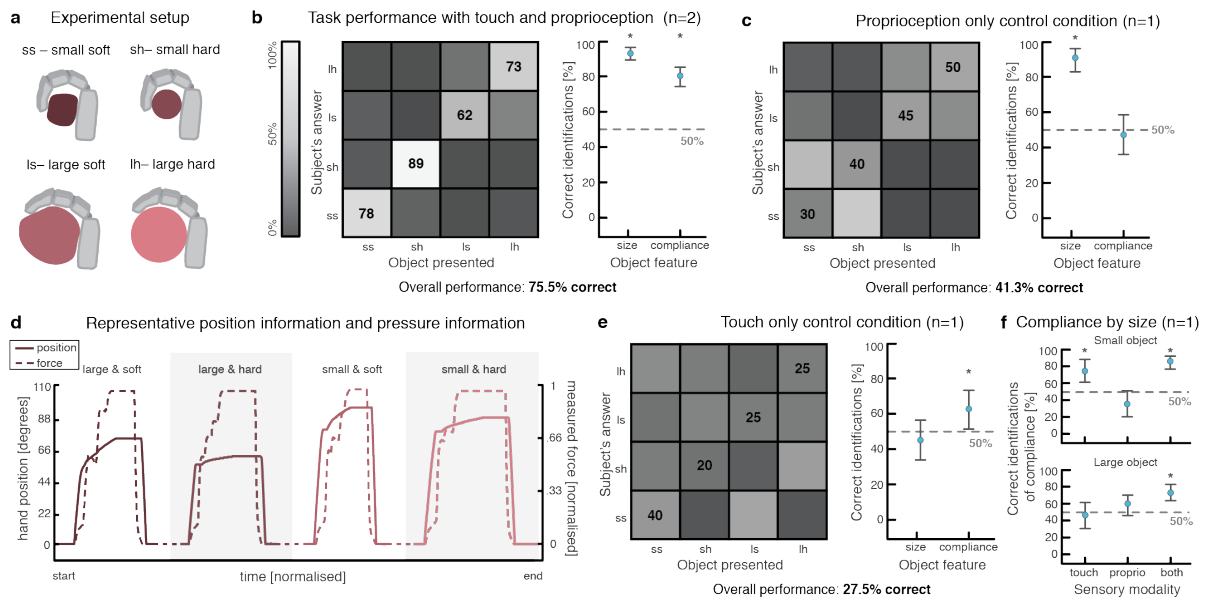 a Experimental setup
ss – small soft
sh– small hard
ls– large soft
lh– large hard
b Task performance with touch and proprioception (n=2)
100%
50%
0%
Subject's answer
lh
ls
sh
ss
73
62
89
78
ss sh ls lh
Object presented
Correct identifications [%]
100
80
60
40
20
0
*
*
50%
size compliance
Object feature
Overall performance: 75.5% correct
c Proprioception only control condition (n=1)
Subject's answer
lh
ls
sh
ss
50
45
40
30
ss sh ls lh
Object presented
Correct identifications [%]
100
80
60
40
20
0
*
50%
size compliance
Object feature
Overall performance: 41.3% correct
d Representative position information and pressure information
position
force
large & soft
large & hard
small & soft
small & hard
hand position [degrees]
110
88
66
44
22
0
measured force [normalised]
1
.66
.33
0
start
time [normalised]
end
e Touch only control condition (n=1)
Subject's answer
lh
ls
sh
ss
25
25
20
40
ss sh ls lh
Object presented
Correct identifications [%]
100
80
60
40
20
0
*
50%
size compliance
Object feature
Overall performance: 27.5% correct
f Compliance by size (n=1)
Small object
Correct identifications
of compliance [%]
100
80
60
40
20
0
*
*
50%
Large object
100
80
60
40
20
0
*
50%
touch proprio both
Sensory modality